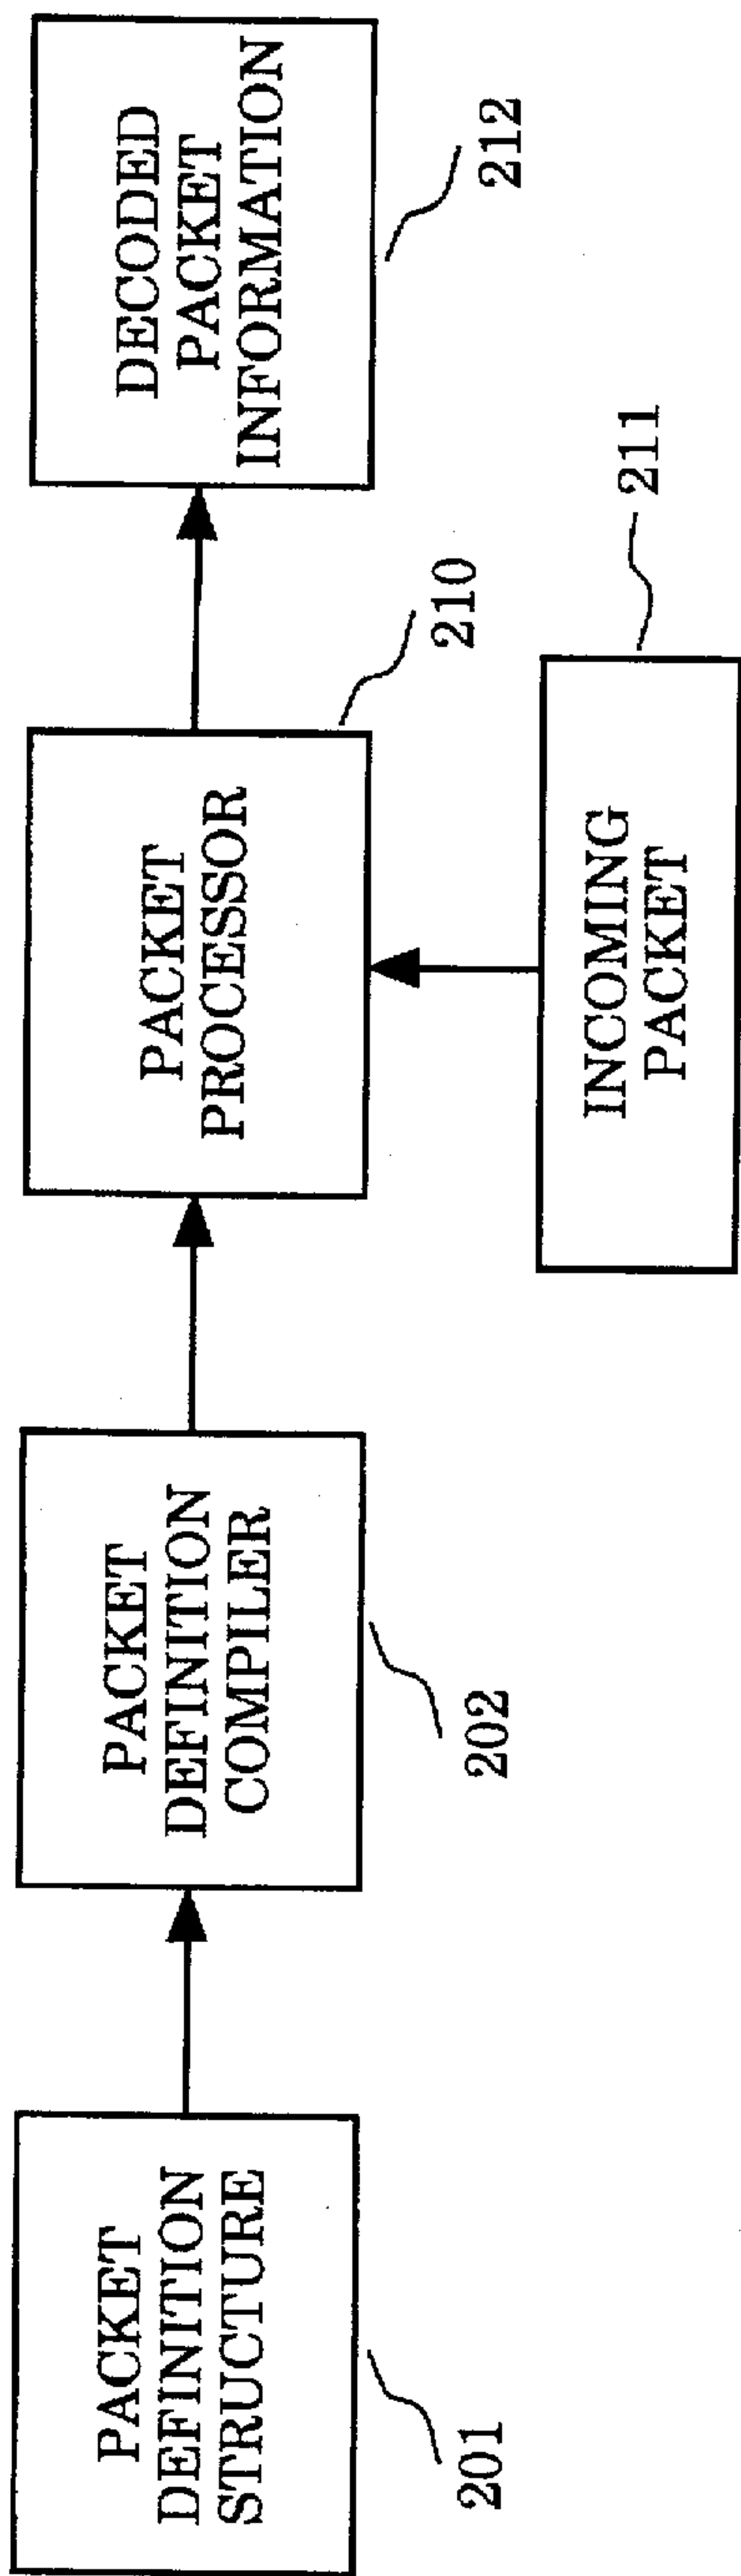 PACKET
DEFINITION
STRUCTURE
201
PACKET
DEFINITION
COMPILER
202
PACKET
PROCESSOR
210
INCOMING
PACKET
211
DECODED
PACKET
INFORMATION
212